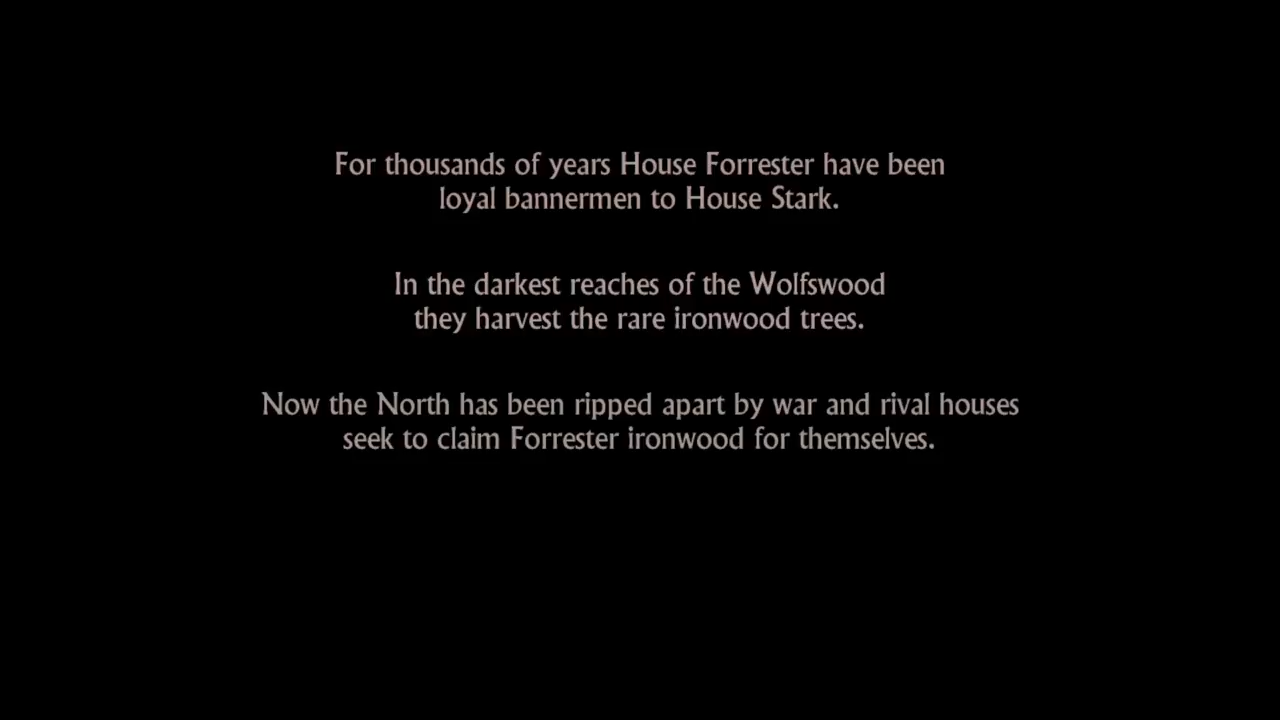 For thousands of years House Forrester have been
loyal bannermen to House Stark.
In the darkest reaches of the Wolfswood
they harvest the rare ironwood trees.
Now the North has been ripped apart by war and rival houses
seek to claim Forrester ironwood for themselves.